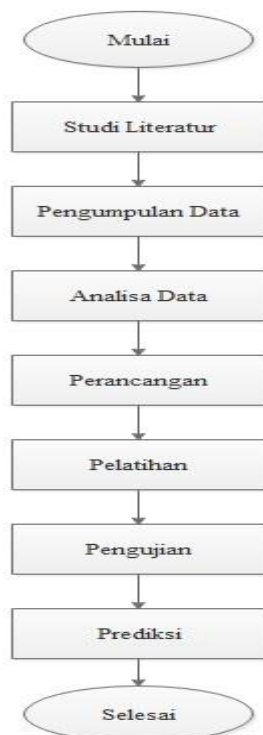 Mulai
Studi Literatur
Pengumpulan Data
Analisa Data
Perancangan
Pelatihan
Pengujian
Prediksi
Selesai